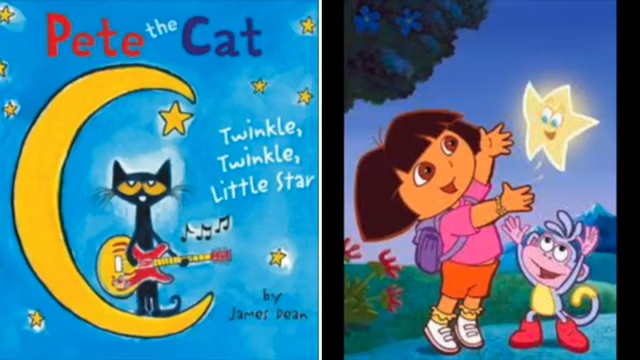 Pete the Cat
Twinkle,
Twinkle,
Little Star
by
James Dean